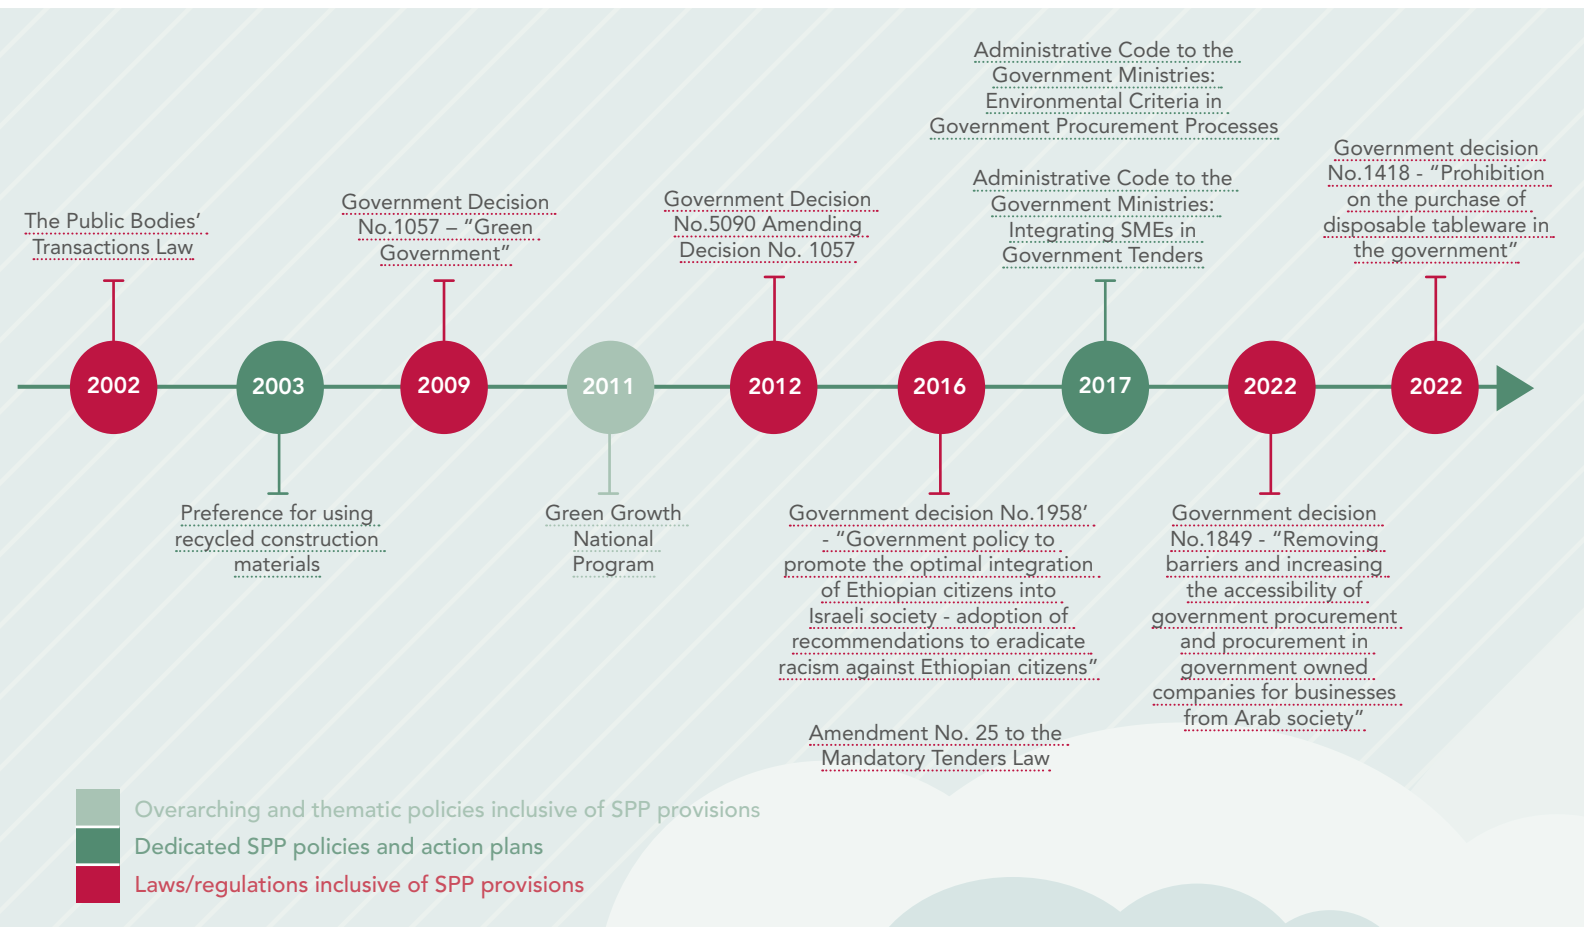 Administrative Code to the
Government Ministries:
Environmental Criteria in
Government Procurement Processes
Administrative Code to the
Government Ministries:
Integrating SMEs in
Government Tenders
Government decision
No.1418 - “Prohibition
on the purchase of
disposable tableware in
the government”
The Public Bodies’
Transactions Law
Government Decision
No.1057 – “Green
Government”
Government Decision
No.5090 Amending
Decision No. 1057
2002
2003
2009
2011
2012
2016
2017
2022
2022
Preference for using
recycled construction
materials
Green Growth
National
Program
Government decision No.1958’
- “Government policy to
promote the optimal integration
of Ethiopian citizens into
Israeli society - adoption of
recommendations to eradicate
racism against Ethiopian citizens”
Amendment No. 25 to the
Mandatory Tenders Law
Government decision
No.1849 - “Removing
barriers and increasing
the accessibility of
government procurement
and procurement in
government owned
companies for businesses
from Arab society”
Overarching and thematic policies inclusive of SPP provisions
Dedicated SPP policies and action plans
Laws/regulations inclusive of SPP provisions